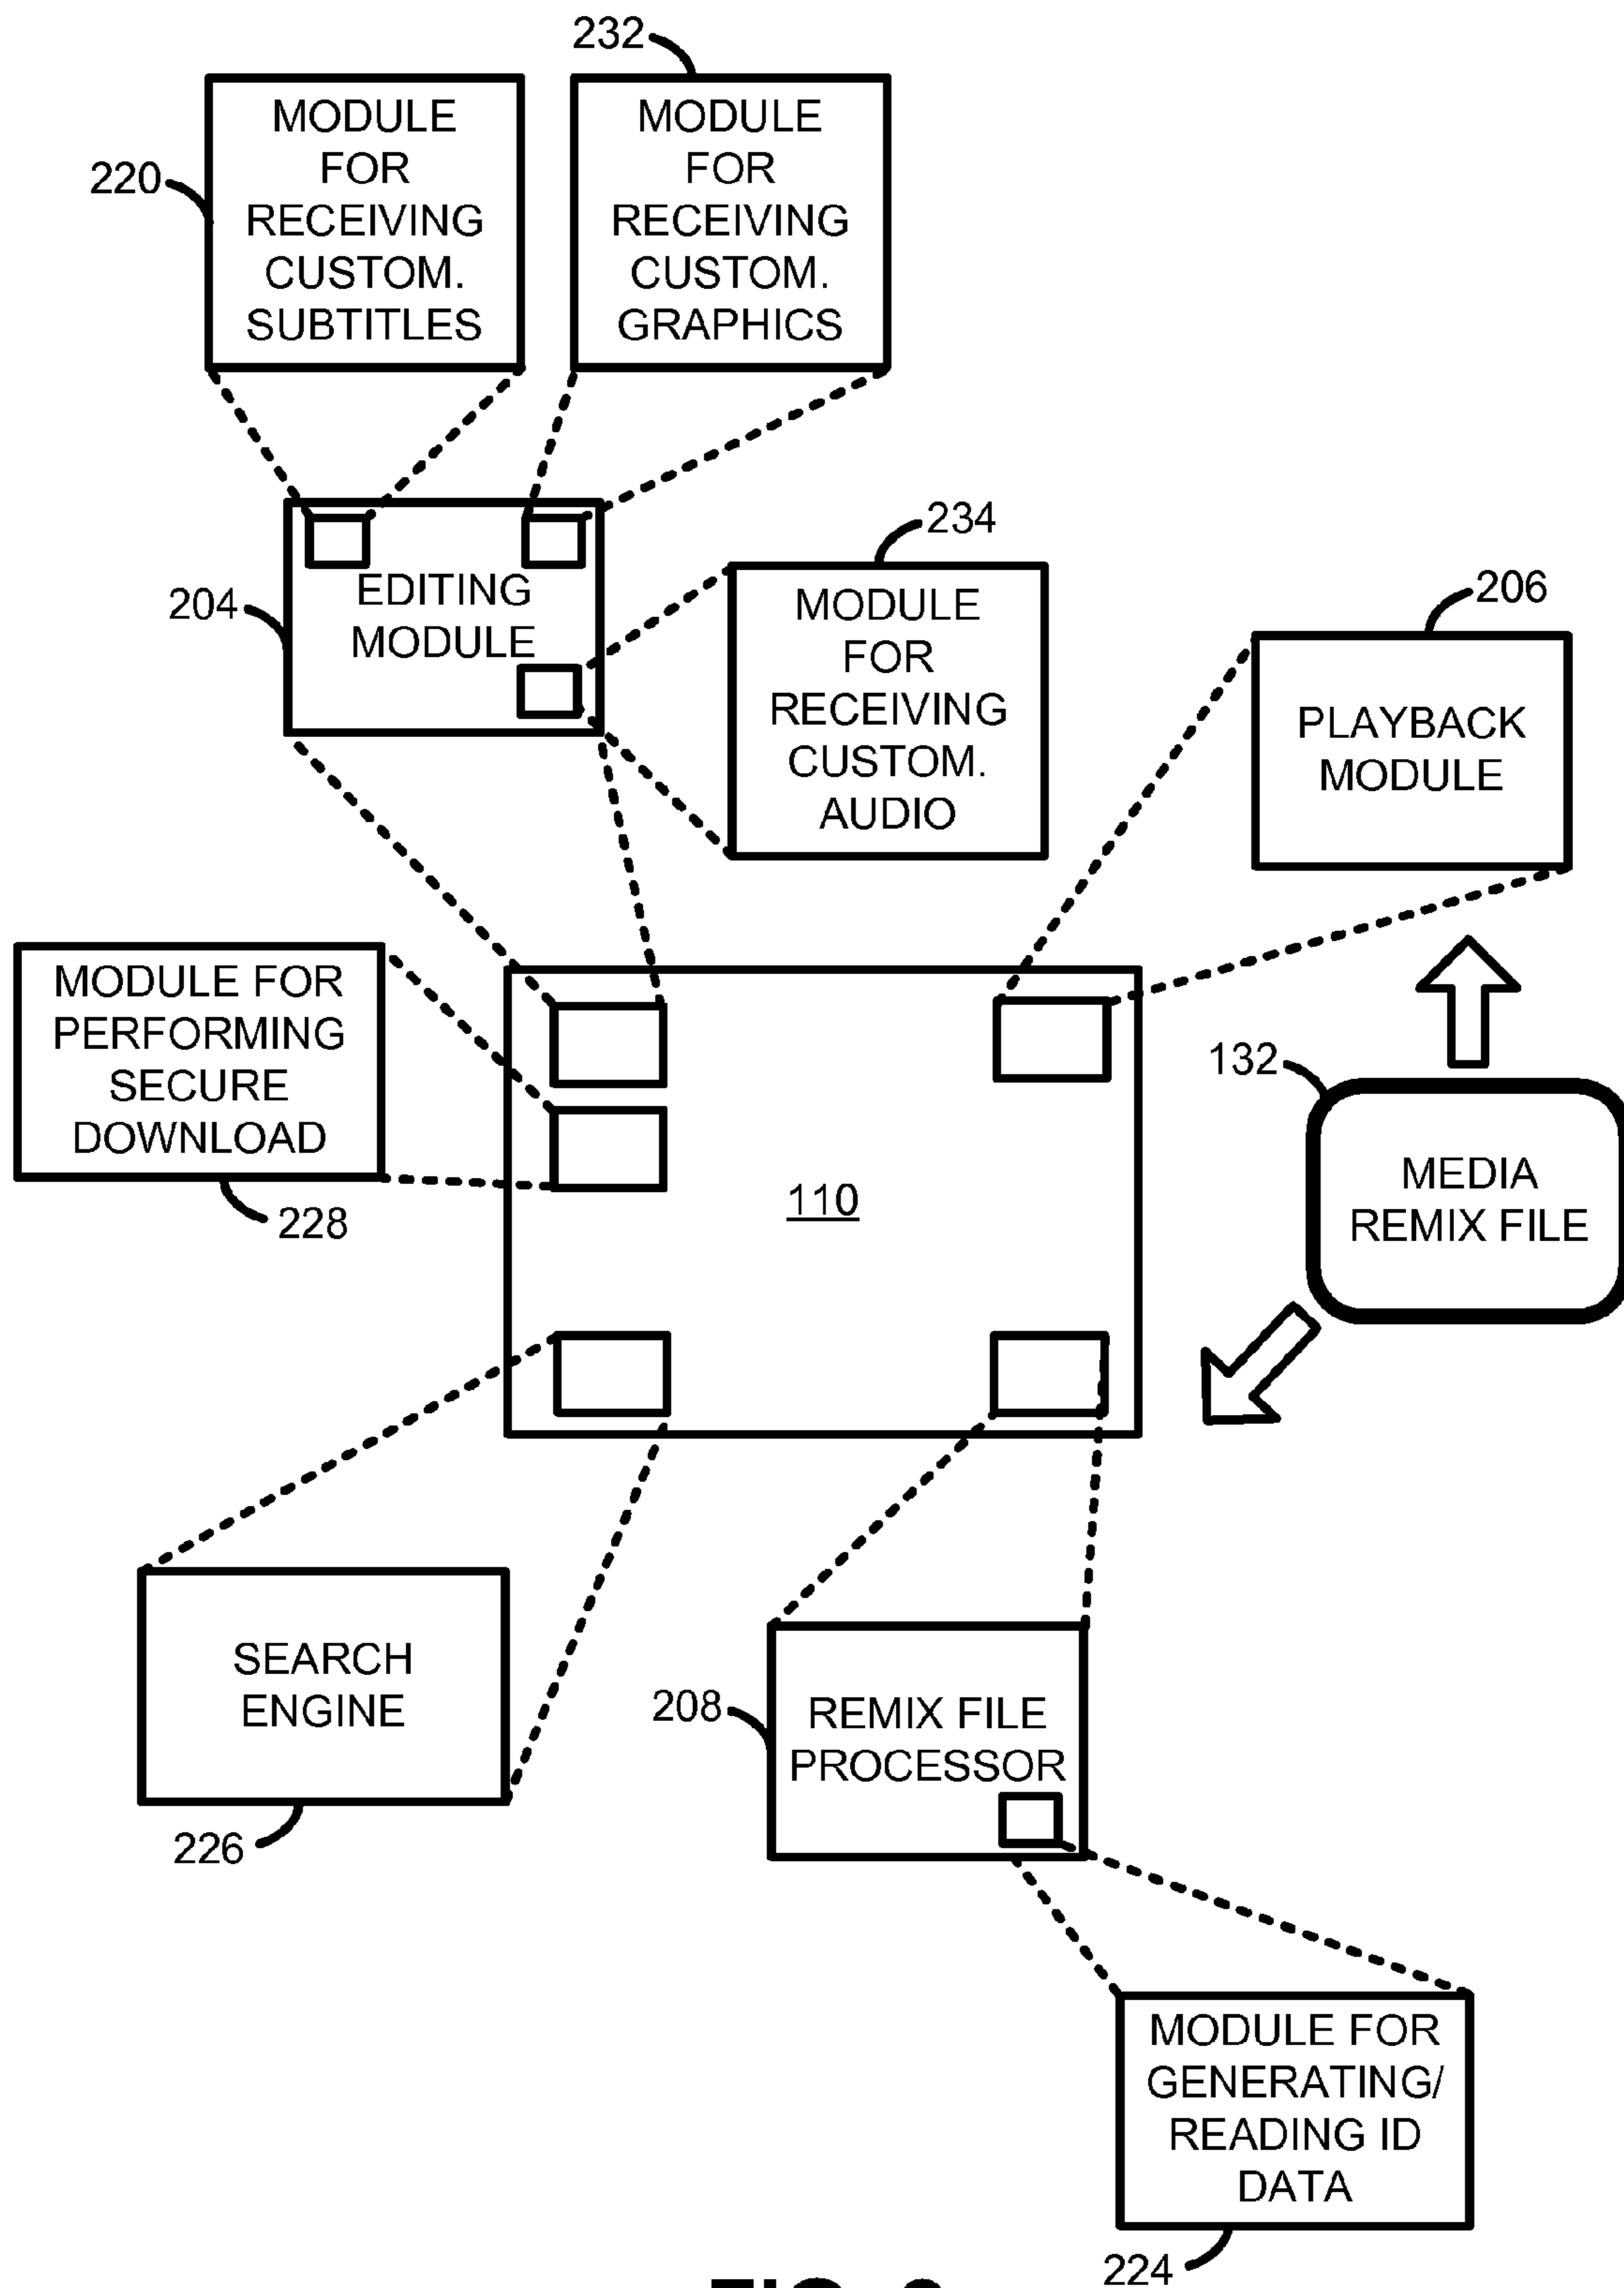 232
MODULE
FOR
RECEIVING
CUSTOM.
SUBTITLES
MODULE
FOR
RECEIVING
CUSTOM.
GRAPHICS
220
234
EDITING
MODULE
204
MODULE
FOR
RECEIVING
CUSTOM.
AUDIO
206
PLAYBACK
MODULE
MODULE FOR
PERFORMING
SECURE
DOWNLOAD
228
110
132
MEDIA
REMIX FILE
SEARCH
ENGINE
226
208
REMIX FILE
PROCESSOR
MODULE FOR
GENERATING/
READING ID
DATA
224